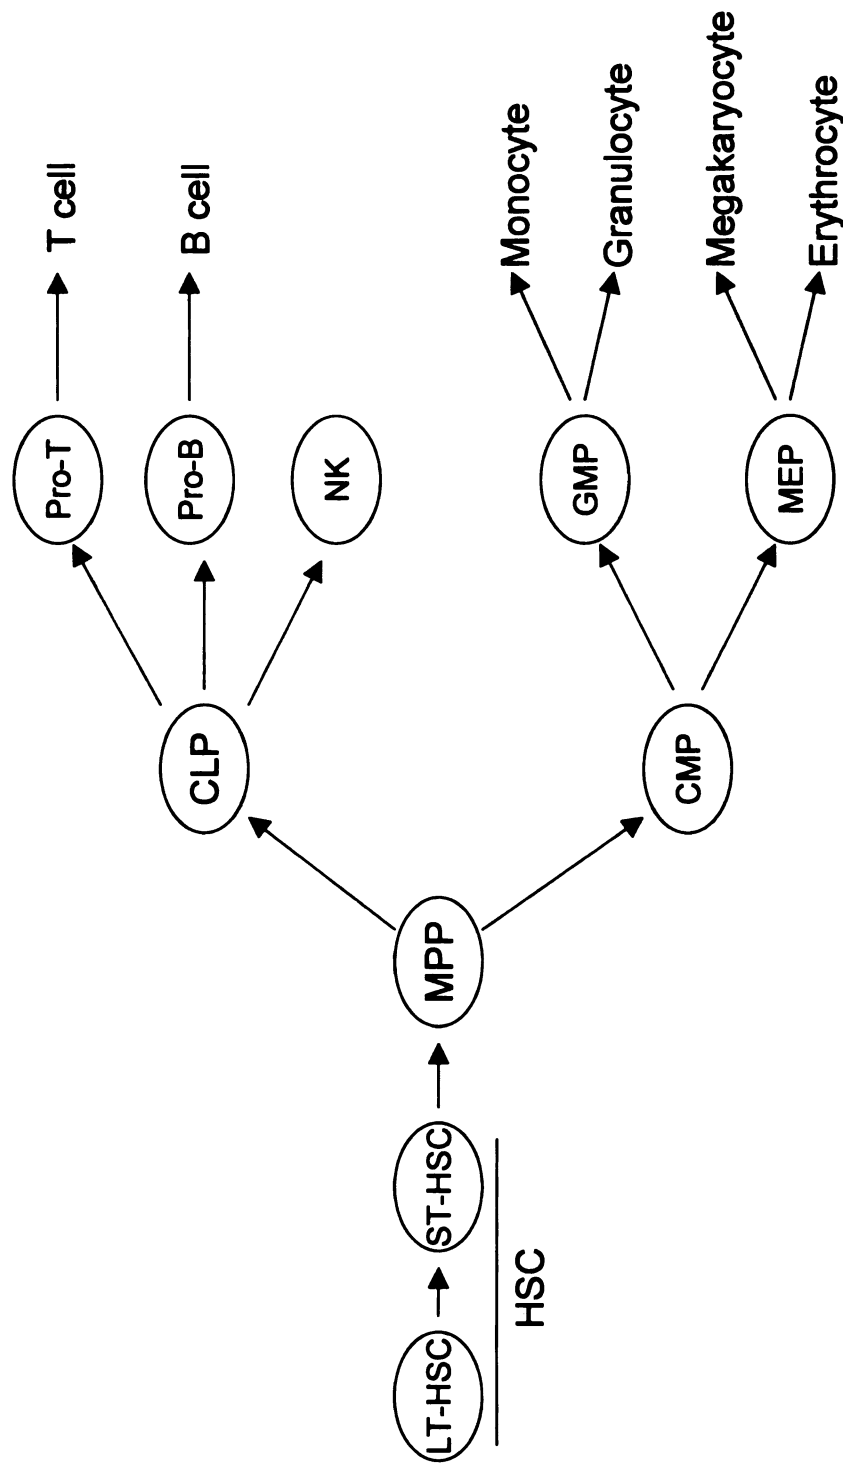 LT-HSC
ST-HSC
HSC
MPP
CLP
CMP
Pro-T
Pro-B
NK
GMP
MEP
T cell
B cell
Monocyte
Granulocyte
Megakaryocyte
Erythrocyte